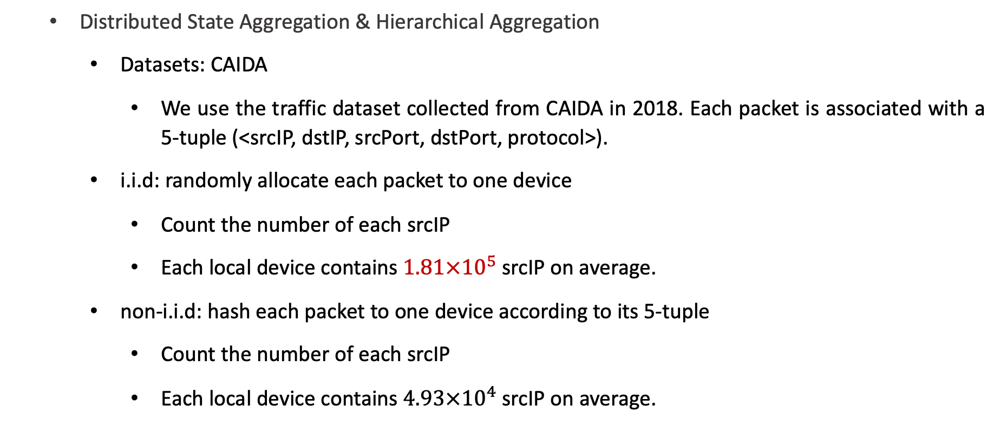 • Distributed State Aggregation & Hierarchical Aggregation
• Datasets: CAIDA
• We use the traffic dataset collected from CAIDA in 2018. Each packet is associated with a
5-tuple (<srcIP, dstIP, srcPort, dstPort, protocol>).
• i.i.d: randomly allocate each packet to one device
• Count the number of each srcIP
• Each local device contains 1.81×10⁵ srcIP on average.
• non-i.i.d: hash each packet to one device according to its 5-tuple
• Count the number of each srcIP
• Each local device contains 4.93×10⁴ srcIP on average.